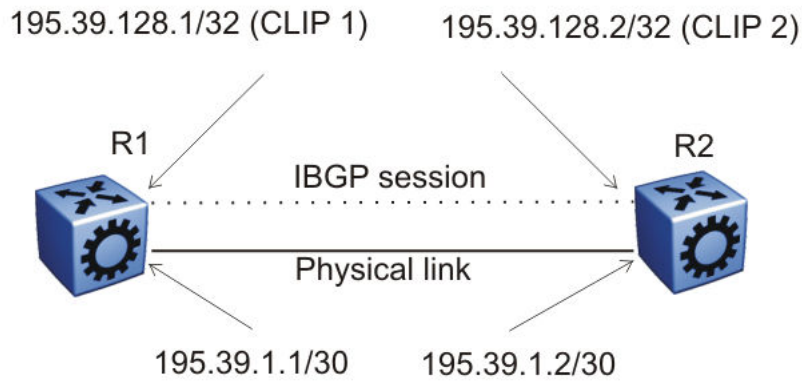 195.39.128.1/32 (CLIP 1)
195.39.128.2/32 (CLIP 2)
R1
R2
IBGP session
Physical link
195.39.1.1/30
195.39.1.2/30